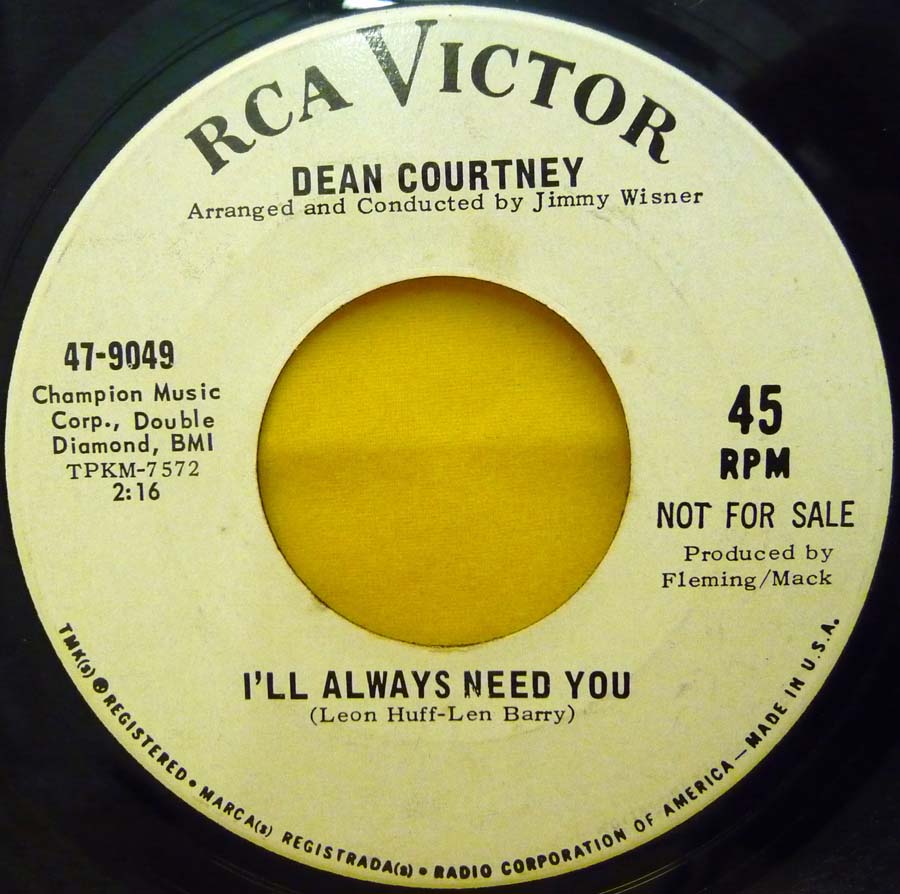 RCA VICTOR
DEAN COURTNEY
Arranged and Conducted by Jimmy Wisner
47-9049
Champion Music
Corp., Double
Diamond, BMI
TPKM-7572
2:16
45
RPM
NOT FOR SALE
Produced by
Fleming/Mack
I'LL ALWAYS NEED YOU
(Leon Huff-Len Barry)
TMK(s) ® REGISTERED • MARCA(s) REGISTRADA(s) • RADIO CORPORATION OF AMERICA — MADE IN U.S.A.